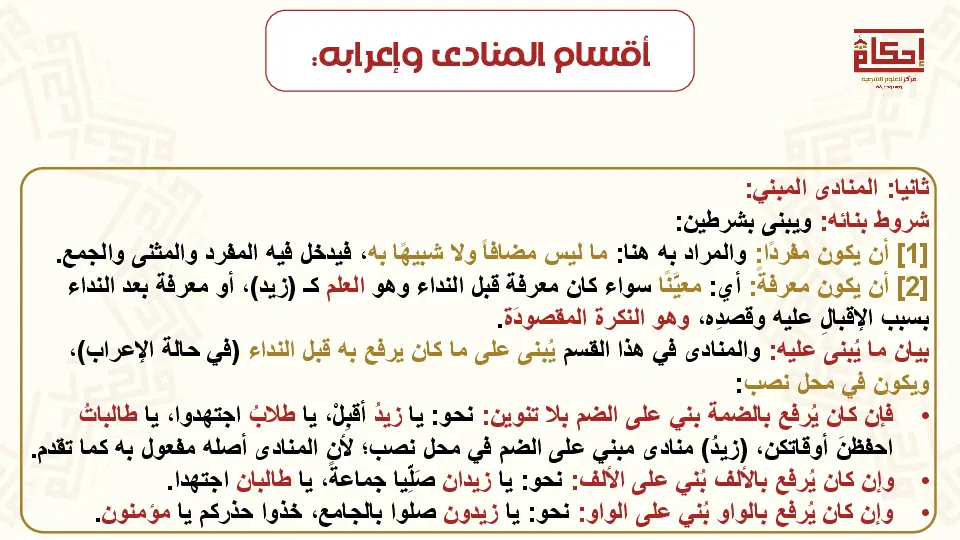 أقسام المنادى وإعرابه:
إحكام
مركز للعلوم الشرعية
ثانيا: المنادى المبني:
شروط بنائه: ويبنى بشرطين:
[1] أن يكون مفردًا: والمراد به هنا: ما ليس مضافاً ولا شبيهًا به، فيدخل فيه المفرد والمثنى والجمع.
[2] أن يكون معرفةً: أي: معيَّنًا سواء كان معرفة قبل النداء وهو العلم كـ (زيد)، أو معرفة بعد النداء
بسبب الإقبالِ عليه وقصدِه، وهو النكرة المقصودَة.
بيان ما يُبنى عليه: والمنادى في هذا القسم يُبنى على ما كان يرفع به قبل النداء (في حالة الإعراب)،
ويكون في محل نصب:
• فإن كان يُرفع بالضمة بني على الضم بلا تنوين: نحو: يا زيدُ أقبِلْ، يا طلابُ اجتهدوا، يا طالباتُ
احفظنَ أوقاتكن، (زيدُ) منادى مبني على الضم في محل نصب؛ لأن المنادى أصله مفعول به كما تقدم.
• وإن كان يُرفع بالألف بُني على الألف: نحو: يا زيدان صَلِّيا جماعةً، يا طالبان اجتهدا.
• وإن كان يُرفع بالواو بُني على الواو: نحو: يا زيدون صلوا بالجامع، خذوا حذركم يا مؤمنون.